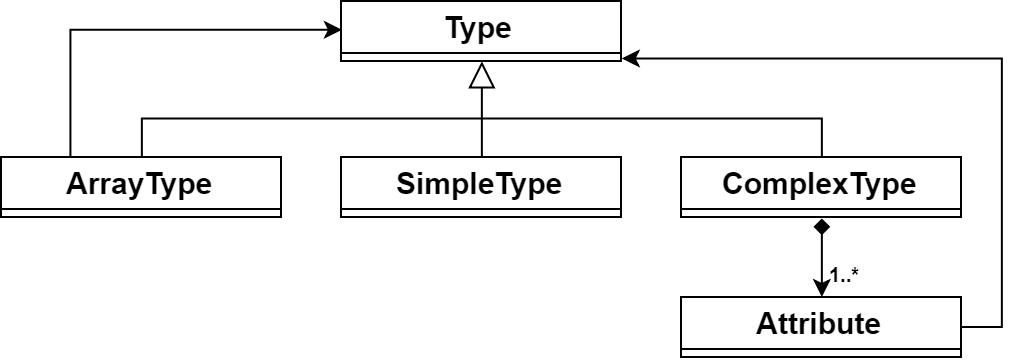 Type
ArrayType
SimpleType
ComplexType
1..*
Attribute